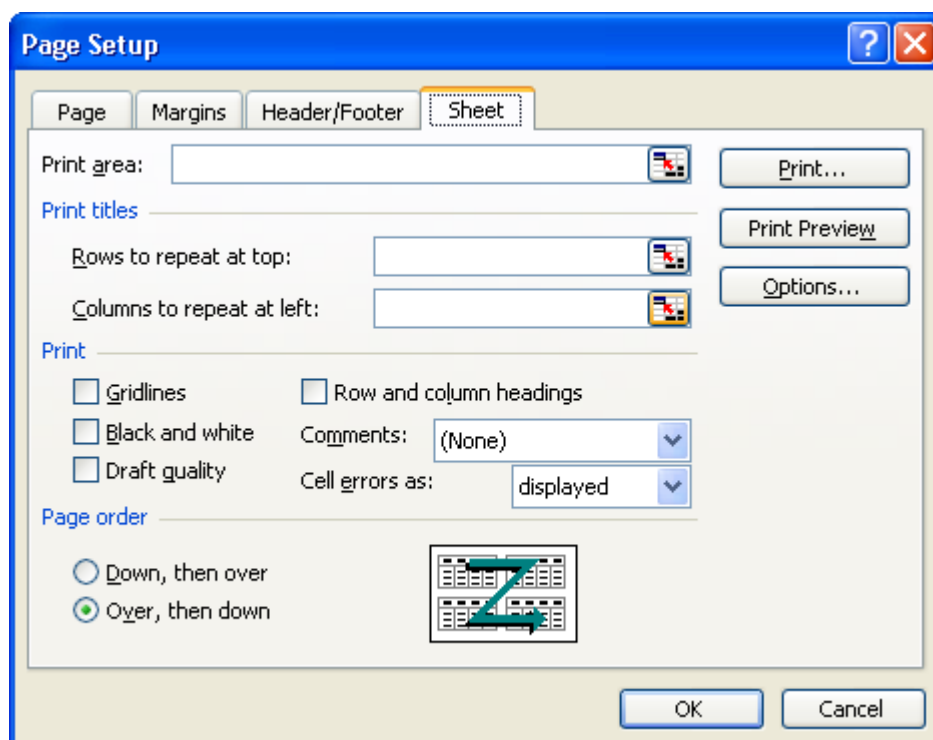 Page Setup
Page Margins Header/Footer Sheet
Print area:
Print...
Print titles
Print Preview
Rows to repeat at top:
Options...
Columns to repeat at left:
Print
Gridlines Row and column headings
Black and white Comments: (None)
Draft quality Cell errors as: displayed
Page order
Down, then over
Over, then down
OK Cancel